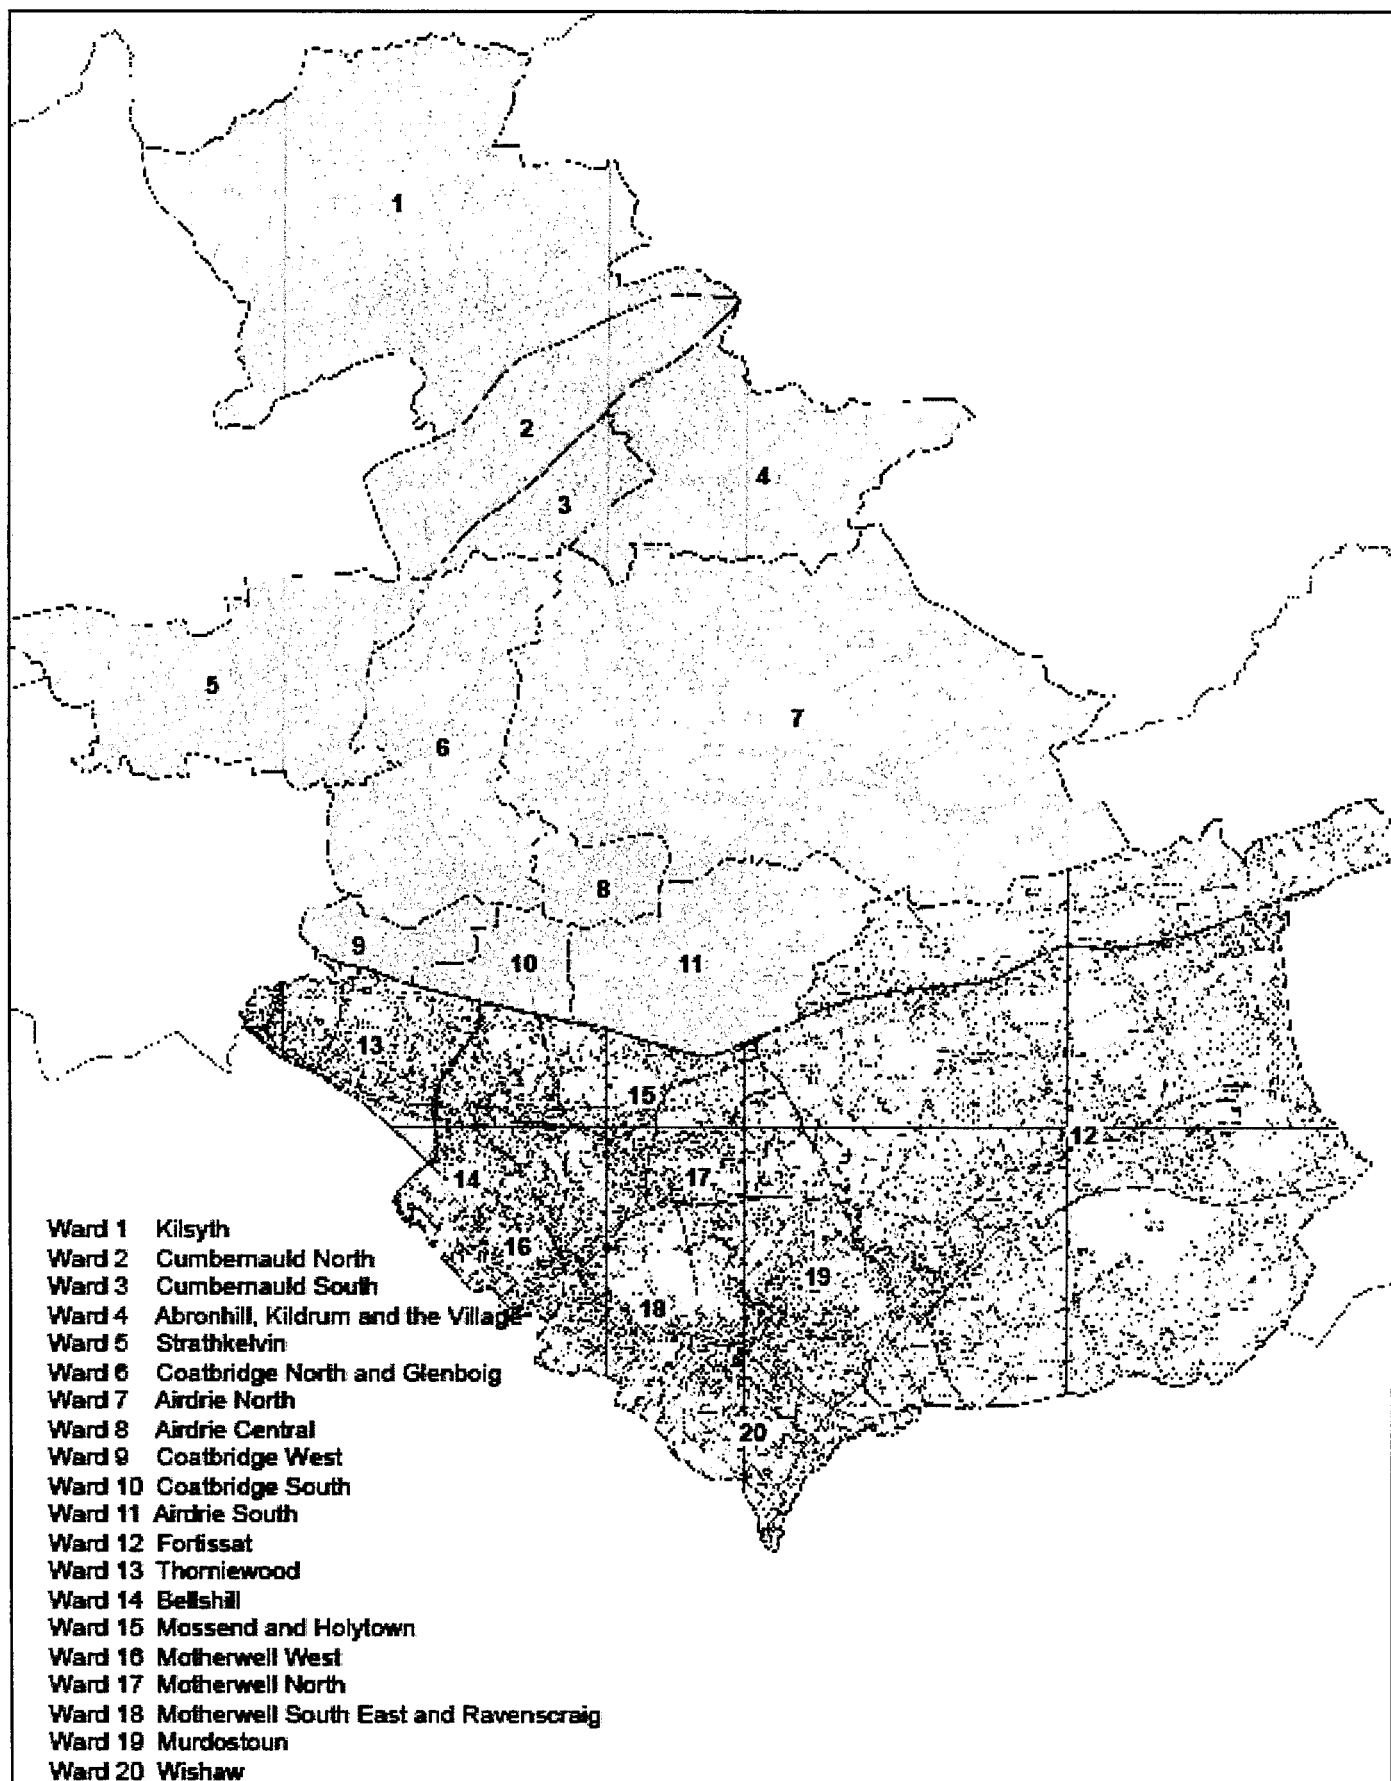 1
2
3
4
5
6
7
8
9
10
11
12
13
14
15
16
17
18
19
20
Ward 1 Kilsyth
Ward 2 Cumbernauld North
Ward 3 Cumbernauld South
Ward 4 Abronhill, Kildrum and the Village
Ward 5 Strathkelvin
Ward 6 Coatbridge North and Glenboig
Ward 7 Airdrie North
Ward 8 Airdrie Central
Ward 9 Coatbridge West
Ward 10 Coatbridge South
Ward 11 Airdrie South
Ward 12 Fortissat
Ward 13 Thorniewood
Ward 14 Bellshill
Ward 15 Mossend and Holytown
Ward 16 Motherwell West
Ward 17 Motherwell North
Ward 18 Motherwell South East and Ravenscraig
Ward 19 Murdostoun
Ward 20 Wishaw